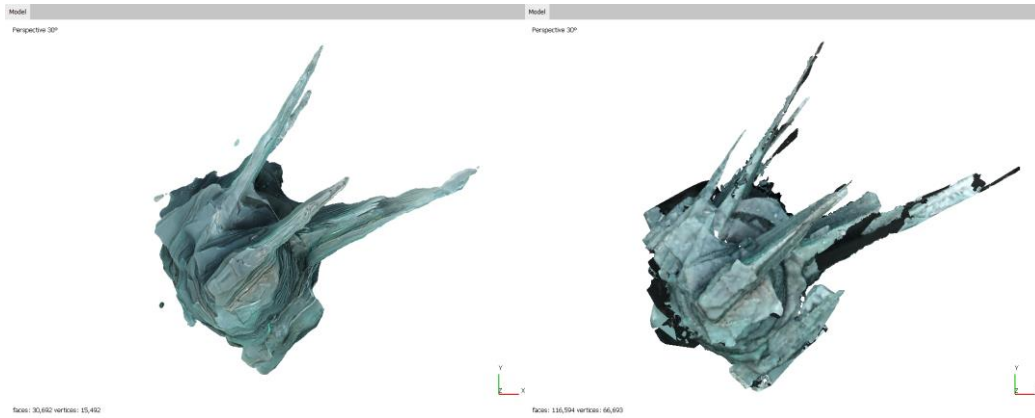 Model
Perspective 30°
Y
Z
X
faces: 30,692 vertices: 15,492
Model
Perspective 30°
Y
Z
faces: 116,594 vertices: 66,693